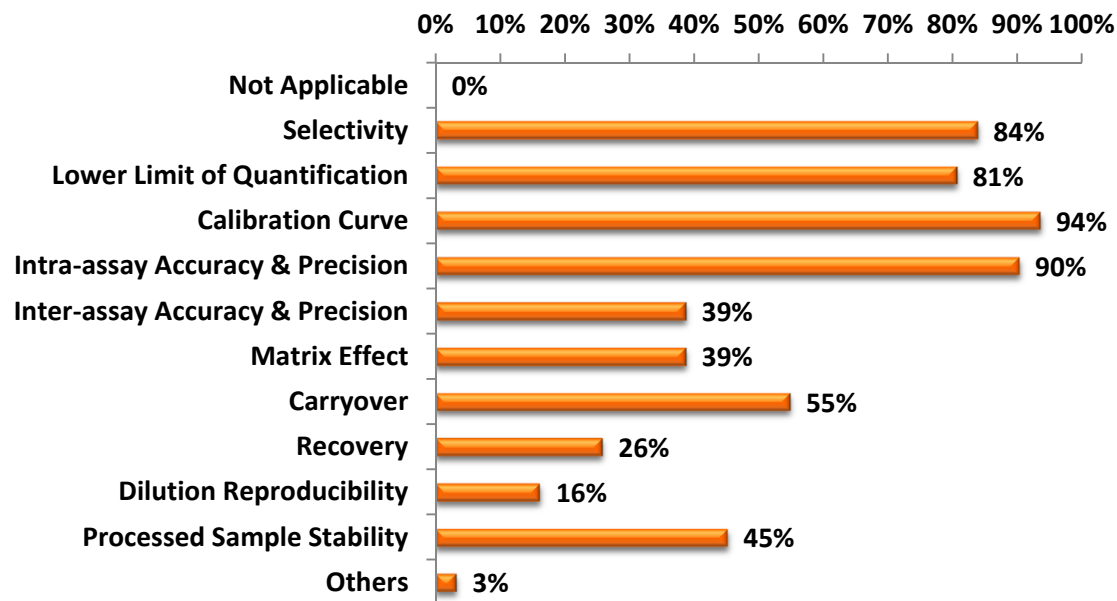 0% 10% 20% 30% 40% 50% 60% 70% 80% 90% 100%
Not Applicable 0%
Selectivity 84%
Lower Limit of Quantification 81%
Calibration Curve 94%
Intra-assay Accuracy & Precision 90%
Inter-assay Accuracy & Precision 39%
Matrix Effect 39%
Carryover 55%
Recovery 26%
Dilution Reproducibility 16%
Processed Sample Stability 45%
Others 3%